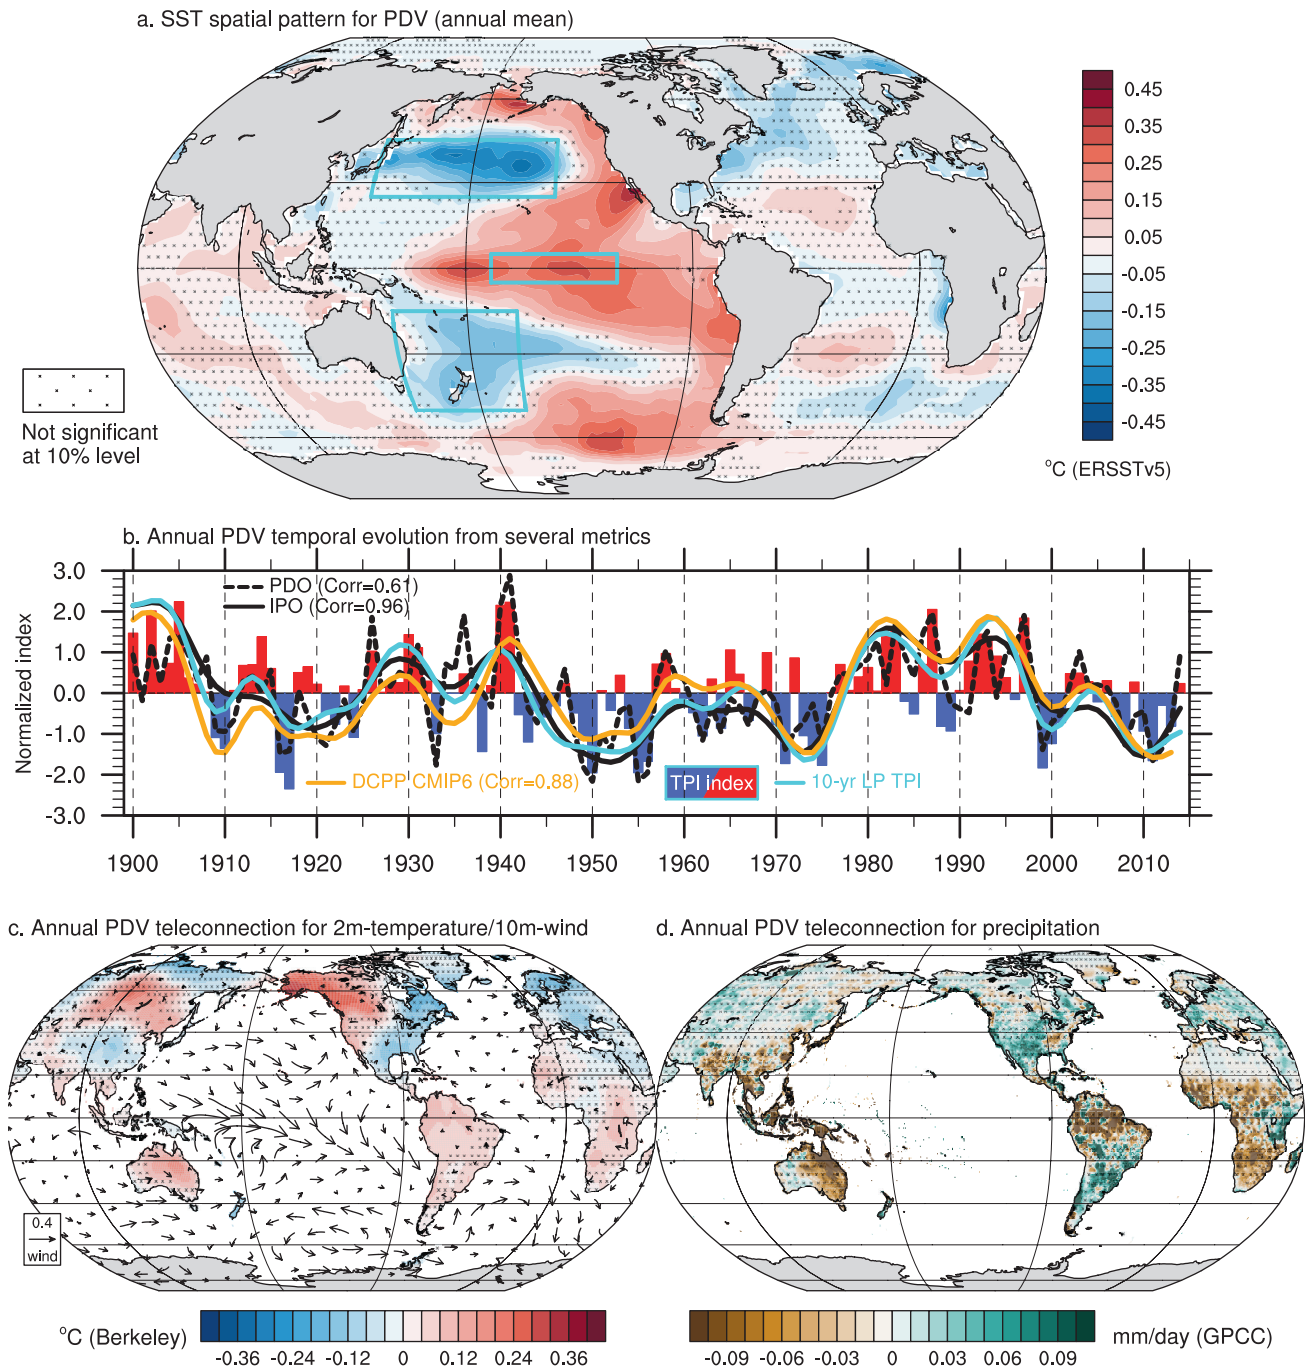 a. SST spatial pattern for PDV (annual mean)
0.45
0.35
0.25
0.15
0.05
-0.05
-0.15
-0.25
-0.35
-0.45
°C (ERSSTv5)
Not significant
at 10% level
b. Annual PDV temporal evolution from several metrics
Normalized index
3.0
2.0
1.0
0.0
-1.0
-2.0
-3.0
PDO (Corr=0.61)
IPO (Corr=0.96)
DCPP CMIP6 (Corr=0.88)
TPI index
10-yr LP TPI
1900 1910 1920 1930 1940 1950 1960 1970 1980 1990 2000 2010
c. Annual PDV teleconnection for 2m-temperature/10m-wind
0.4
wind
°C (Berkeley)
-0.36 -0.24 -0.12 0 0.12 0.24 0.36
d. Annual PDV teleconnection for precipitation
mm/day (GPCC)
-0.09 -0.06 -0.03 0 0.03 0.06 0.09